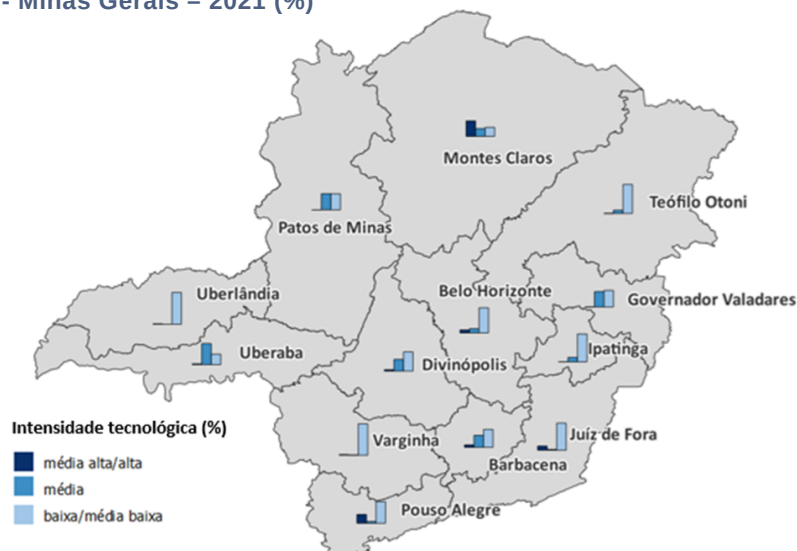 - Minas Gerais – 2021 (%)
Montes Claros
Teófilo Otoni
Patos de Minas
Belo Horizonte
Uberlândia
Governador Valadares
Ipatinga
Uberaba
Divinópolis
Intensidade tecnológica (%)
Varginha
Juíz de Fora
média alta/alta
Barbacena
média
Pouso Alegre
baixa/média baixa